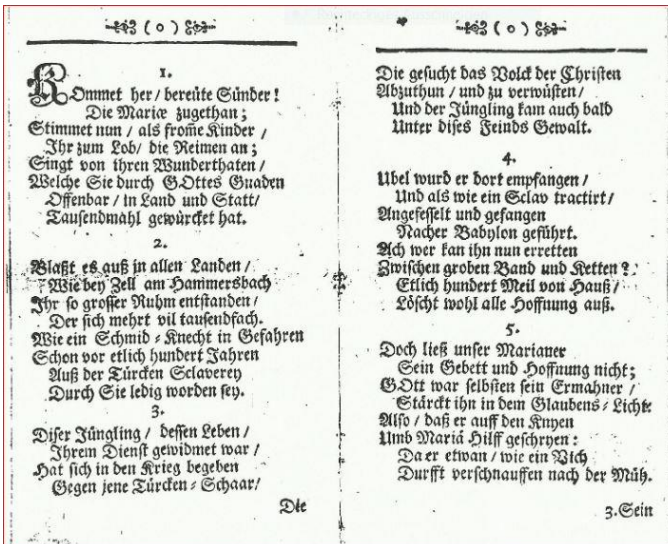 ( o )
1.
Kommet her / bereüte Sünder!
Die Mariæ zugethan;
Stimmet nun / als from̄e Kinder /
Ihr zum Lob / die Reimen an;
Singt von ihren Wunderthaten /
Welche Sie durch GOttes Gnaden
Offenbar / in Land und Statt /
Tausendmahl gewürcket hat.
2.
Blaßt es auß in allen Landen /
Wie bey Zell am Hammersbach
Ihr so grosser Ruhm entstanden /
Der sich mehrt vil tausendfach.
Wie ein Schmid-Knecht in Gefahren
Schon vor etlich hundert Jahren
Auß der Türcken Sclaverey
Durch Sie ledig worden sey.
3.
Diser Jüngling / dessen Leben /
Ihrem Dienst gewidmet war /
Hat sich in den Krieg begeben
Gegen jene Türcken-Schaar /
Die
( o )
Die gesucht das Volck der Christen
Abzuthun / und zu verwüsten /
Und der Jüngling kam auch bald
Unter dises Feinds Gewalt.
4.
Ubel wurd er dort empfangen /
Und als wie ein Sclav tractirt /
Angefesselt und gefangen
Nacher Babylon geführt.
Ach wer kan ihn nun erretten
Zwischen groben Band und Ketten?
Etlich hundert Meil von Hauß /
Löscht wohl alle Hoffnung auß.
5.
Doch ließ unser Marianer
Sein Gebett und Hoffnung nicht;
GOtt war selbsten sein Ermahner /
Stärckt ihn in dem Glaubens-Licht:
Also / daß er auff den Knyen
Umb Mariä Hilff geschryen:
Da er etwan / wie ein Vich
Durfft verschnauffen nach der Müh.
3. Sein